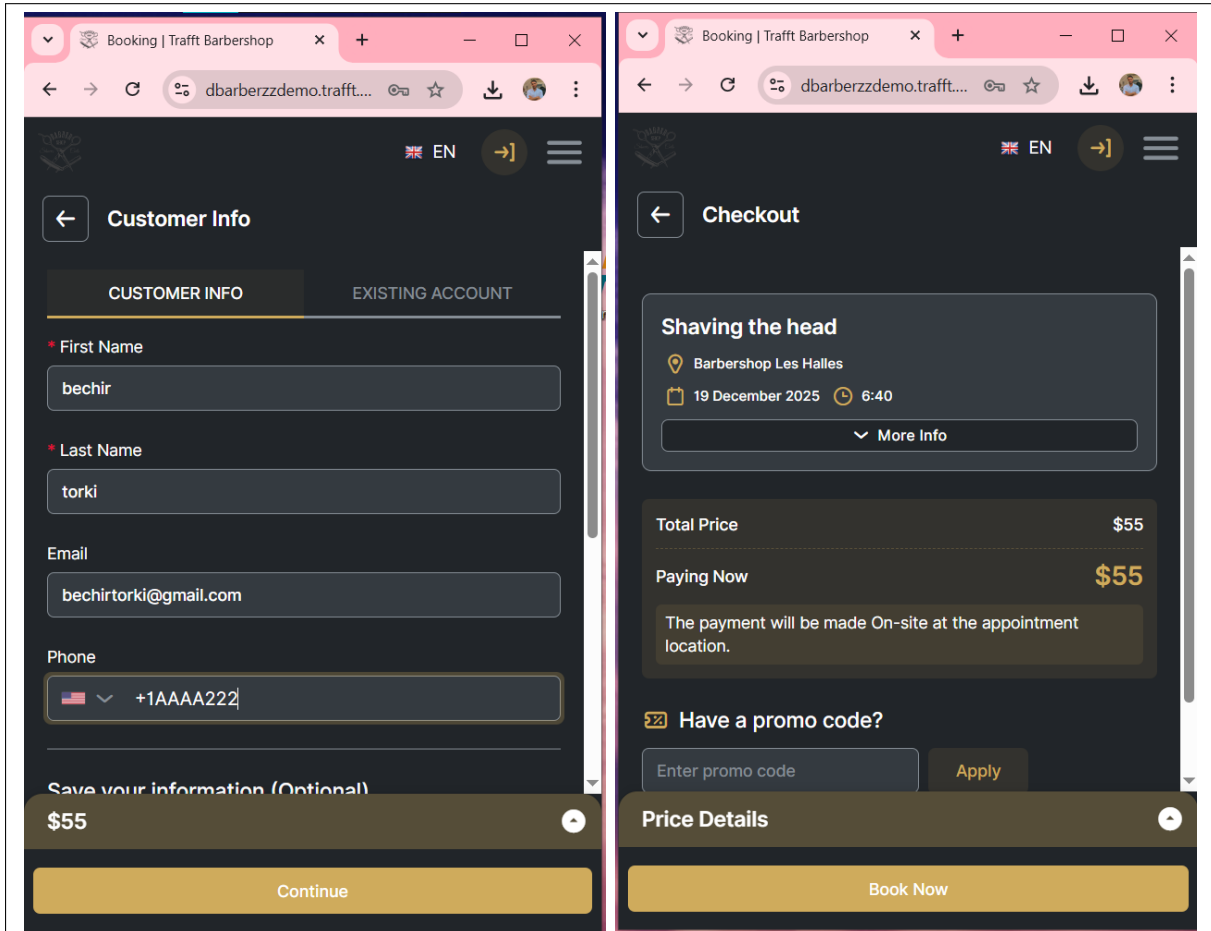 Booking | Trafft Barbershop
dbarberzzdemo.trafft....
EN
Customer Info
CUSTOMER INFO
EXISTING ACCOUNT
* First Name
bechir
* Last Name
torki
Email
bechirtorki@gmail.com
Phone
+1AAAA222
Save your information (Optional)
$55
Continue
Booking | Trafft Barbershop
dbarberzzdemo.trafft....
EN
Checkout
Shaving the head
Barbershop Les Halles
19 December 2025 6:40
More Info
Total Price $55
Paying Now $55
The payment will be made On-site at the appointment
location.
Have a promo code?
Enter promo code Apply
Price Details
Book Now